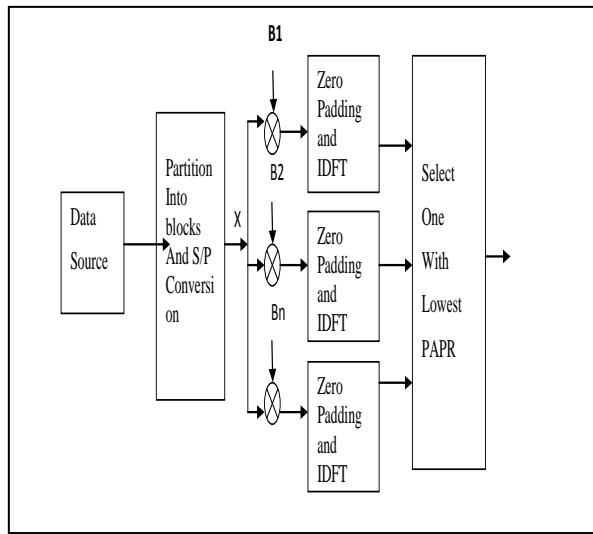 B1
Zero
Padding
and
IDFT
Partition
Into
blocks
And S/P
Conversi
on
Data
Source
X
B2
Zero
Padding
and
IDFT
Bn
Zero
Padding
and
IDFT
Select
One
With
Lowest
PAPR